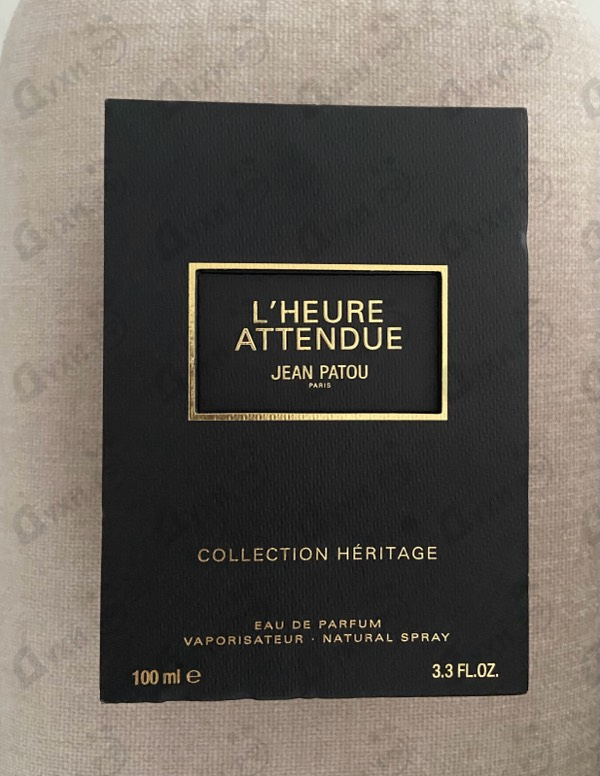 L'HEURE
ATTENDUE
JEAN PATOU
PARIS
COLLECTION HÉRITAGE
EAU DE PARFUM
VAPORISATEUR · NATURAL SPRAY
100 ml ℮
3.3 FL.OZ.